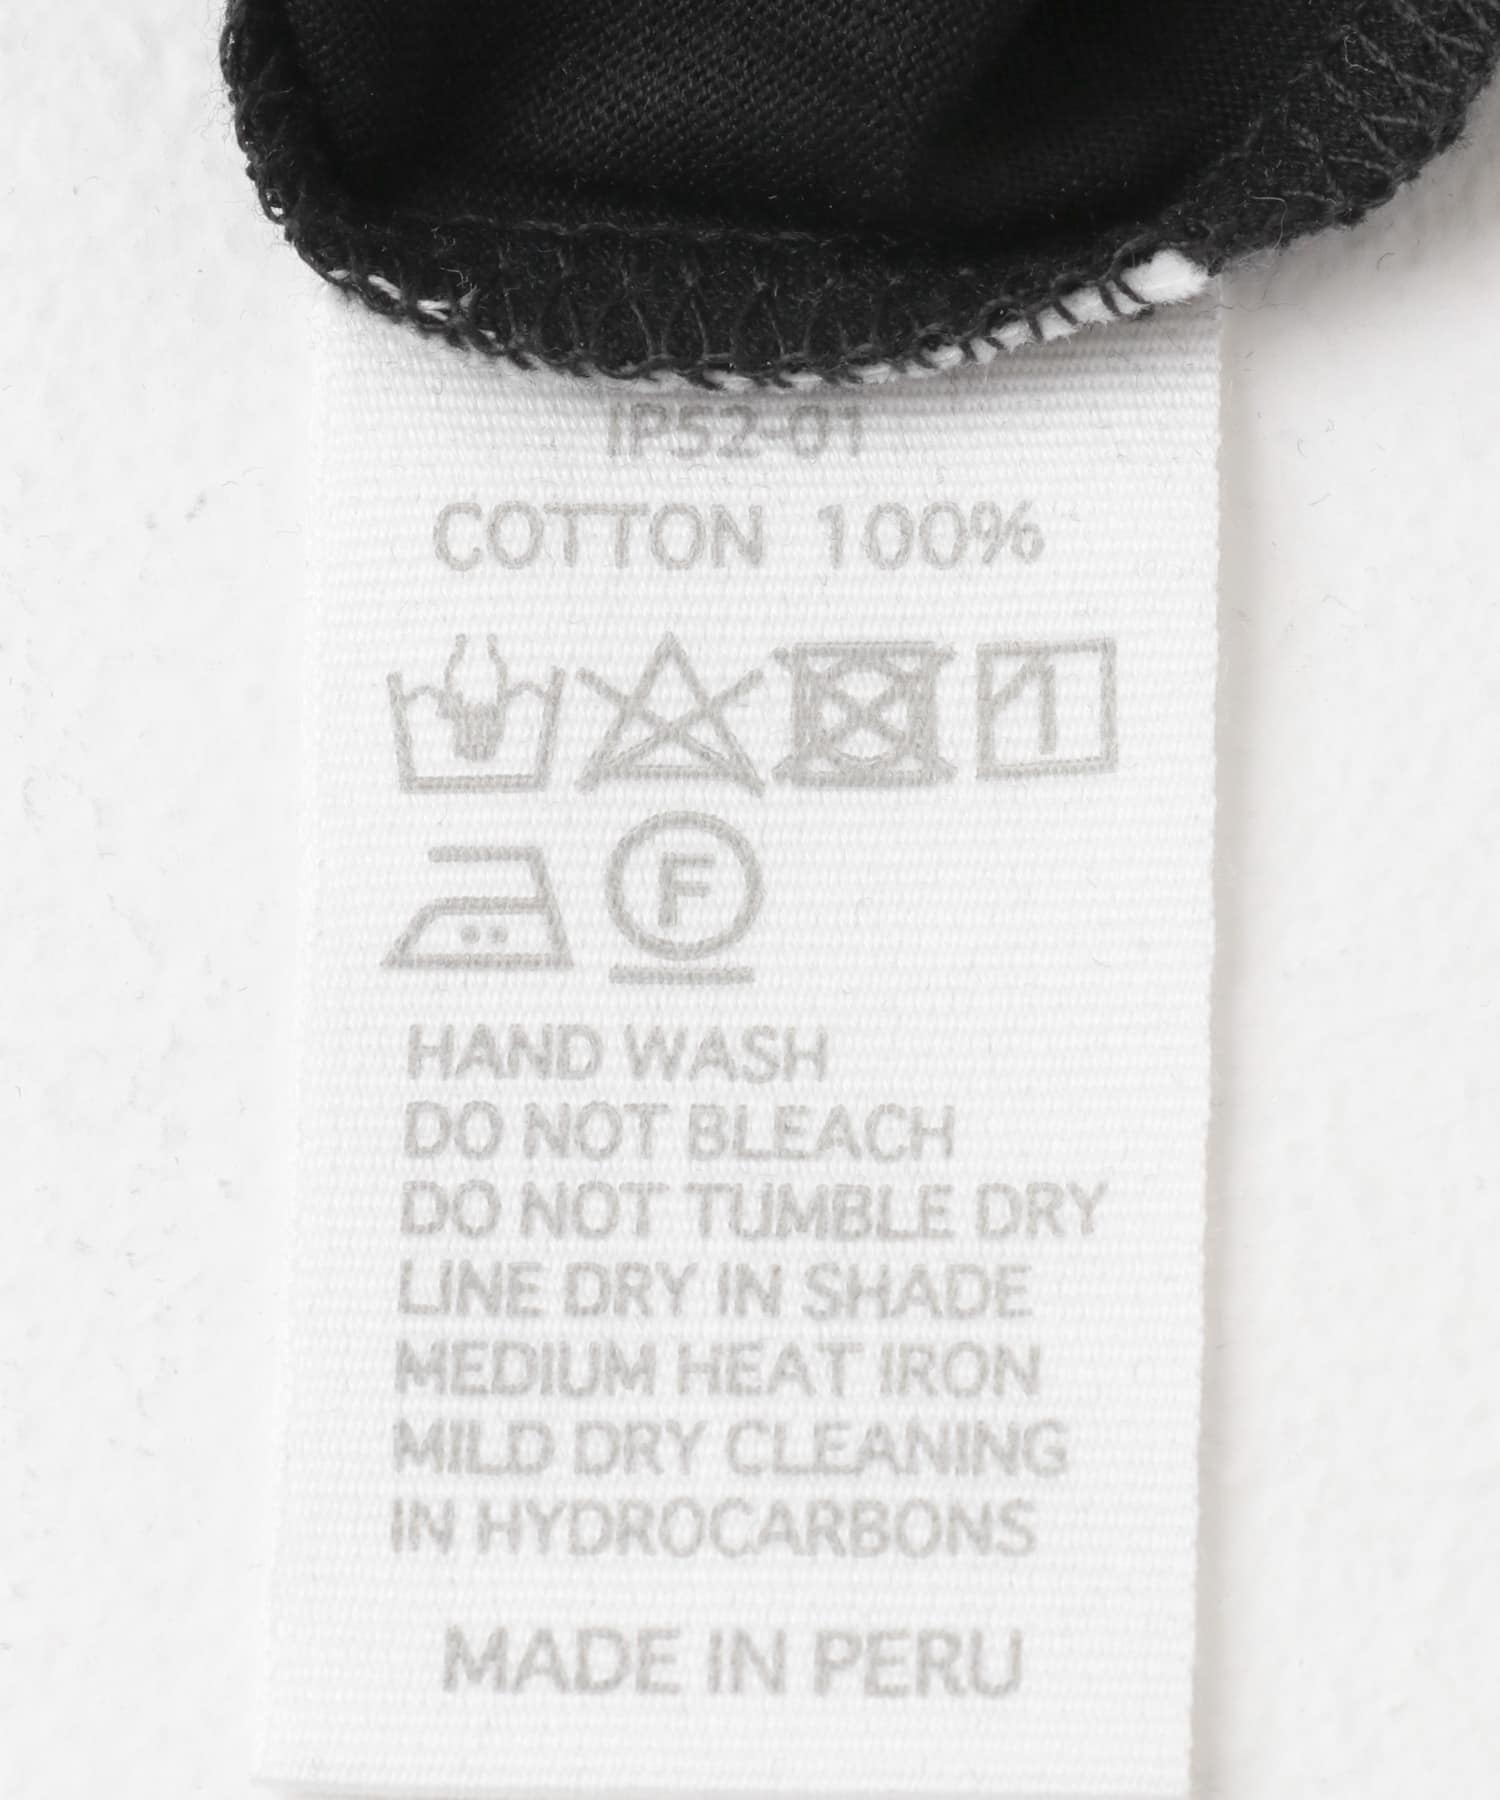 IP52-01
COTTON 100%
F
HAND WASH
DO NOT BLEACH
DO NOT TUMBLE DRY
LINE DRY IN SHADE
MEDIUM HEAT IRON
MILD DRY CLEANING
IN HYDROCARBONS
MADE IN PERU